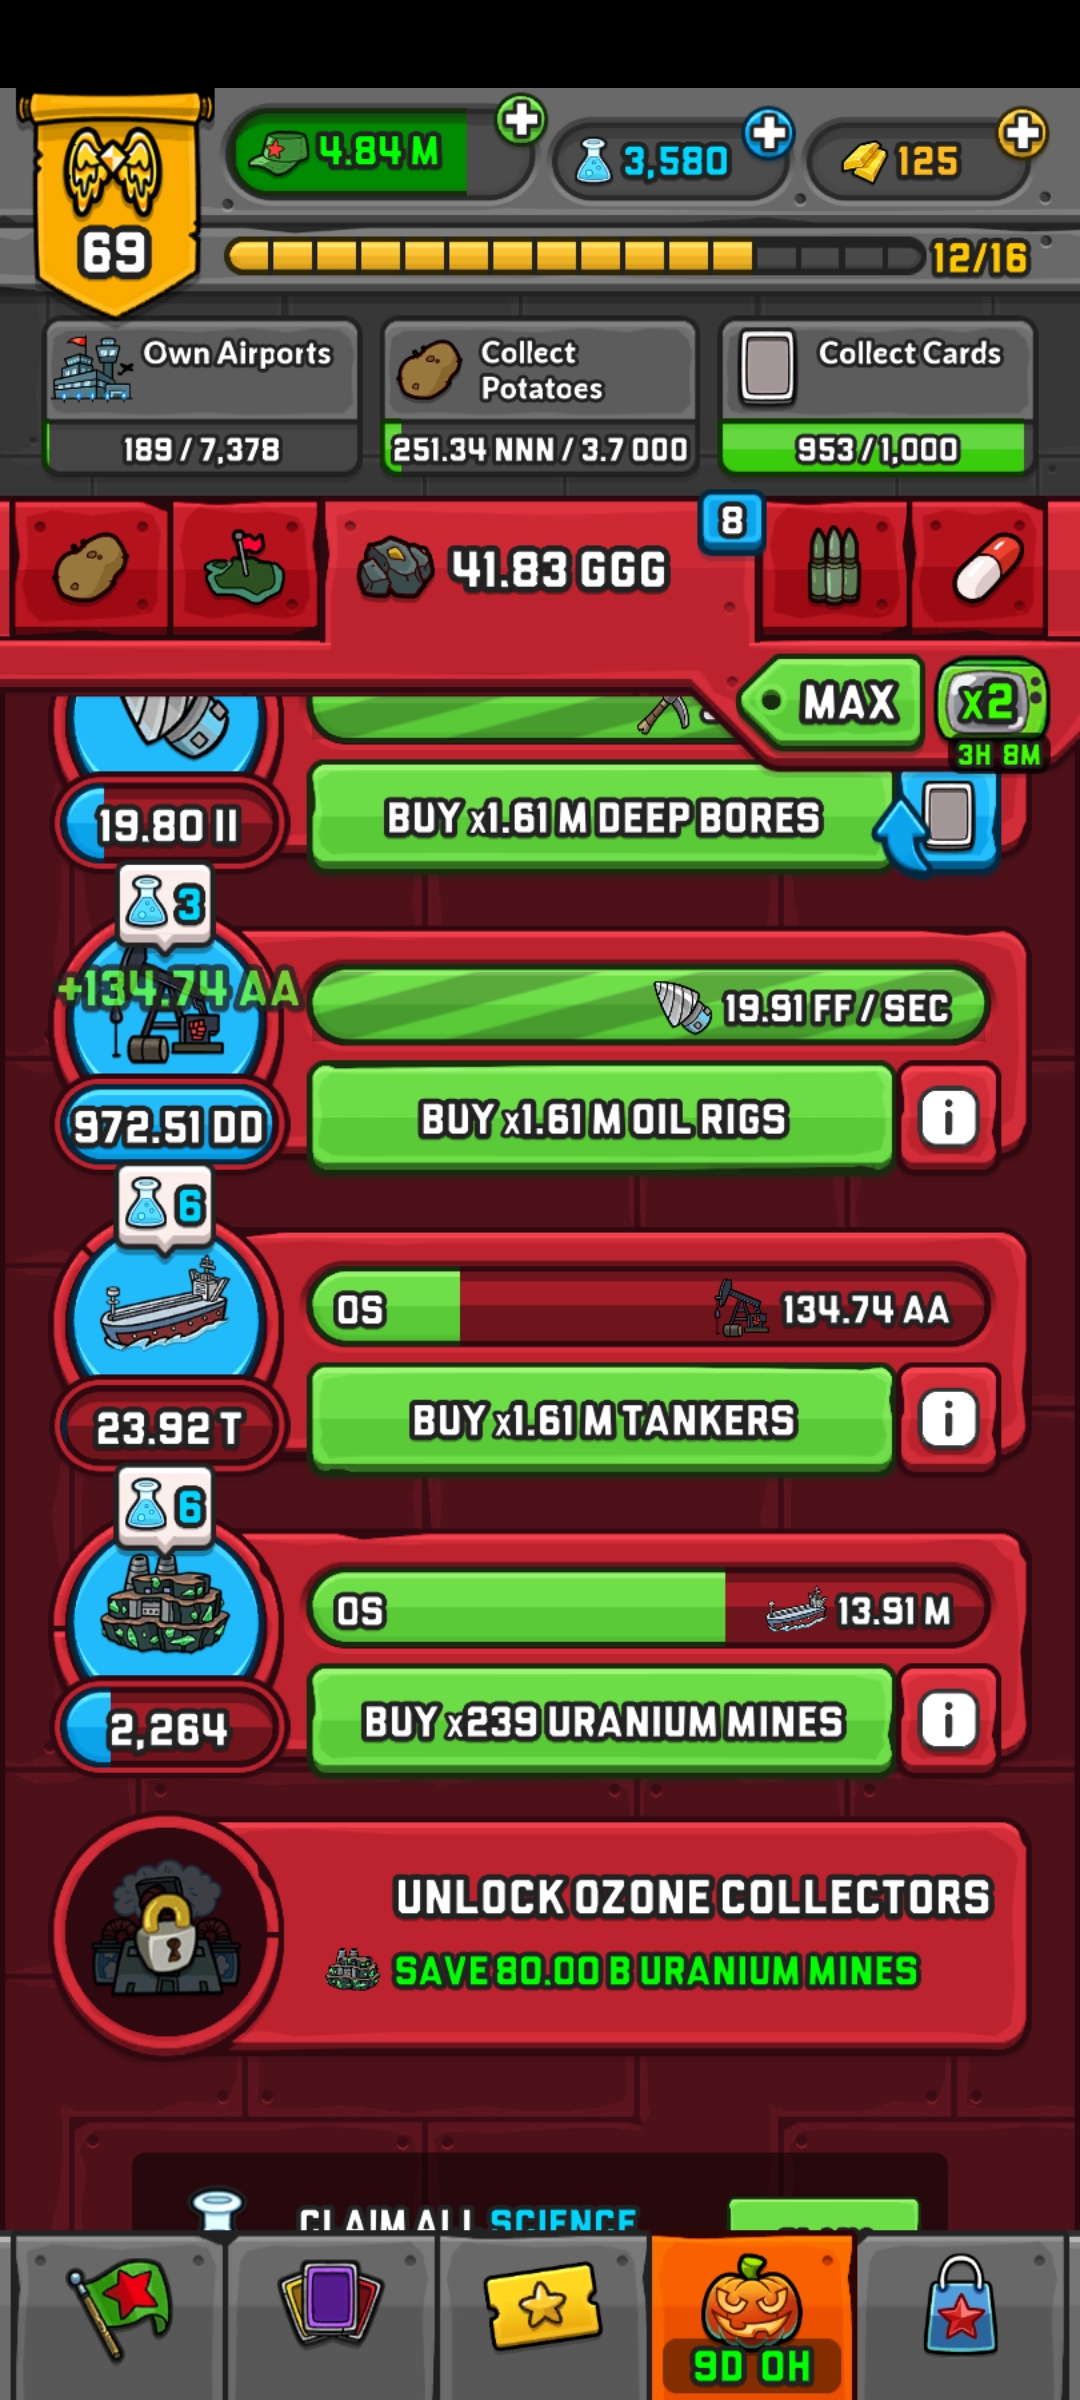 4.84 M
3,580
125
69
12/16
Own Airports
189 / 7,378
Collect
Potatoes
251.34 NNN / 3.7 OOO
Collect Cards
953 / 1,000
41.83 GGG
8
MAX
x2
3H 8M
19.80 II
BUY x1.61 M DEEP BORES
3
+134.74 AA
19.91 FF / SEC
972.51 DD
BUY x1.61 M OIL RIGS
i
6
0S
134.74 AA
23.92 T
BUY x1.61 M TANKERS
i
6
0S
13.91 M
2,264
BUY x239 URANIUM MINES
i
UNLOCK OZONE COLLECTORS
SAVE 80.00 B URANIUM MINES
CLAIM ALL SCIENCE
9D 0H